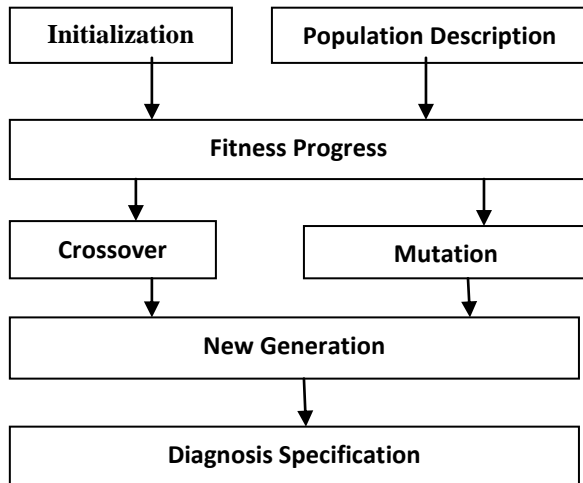 Initialization
Population Description
Fitness Progress
Crossover
Mutation
New Generation
Diagnosis Specification